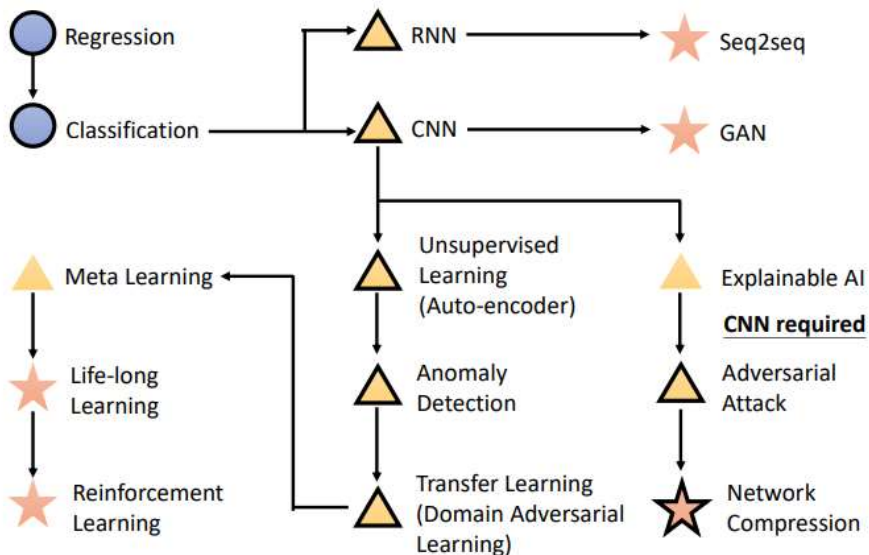 Regression
RNN
Seq2seq
Classification
CNN
GAN
Meta Learning
Unsupervised
Learning
(Auto-encoder)
Explainable AI
CNN required
Life-long
Learning
Anomaly
Detection
Adversarial
Attack
Reinforcement
Learning
Transfer Learning
(Domain Adversarial
Learning)
Network
Compression